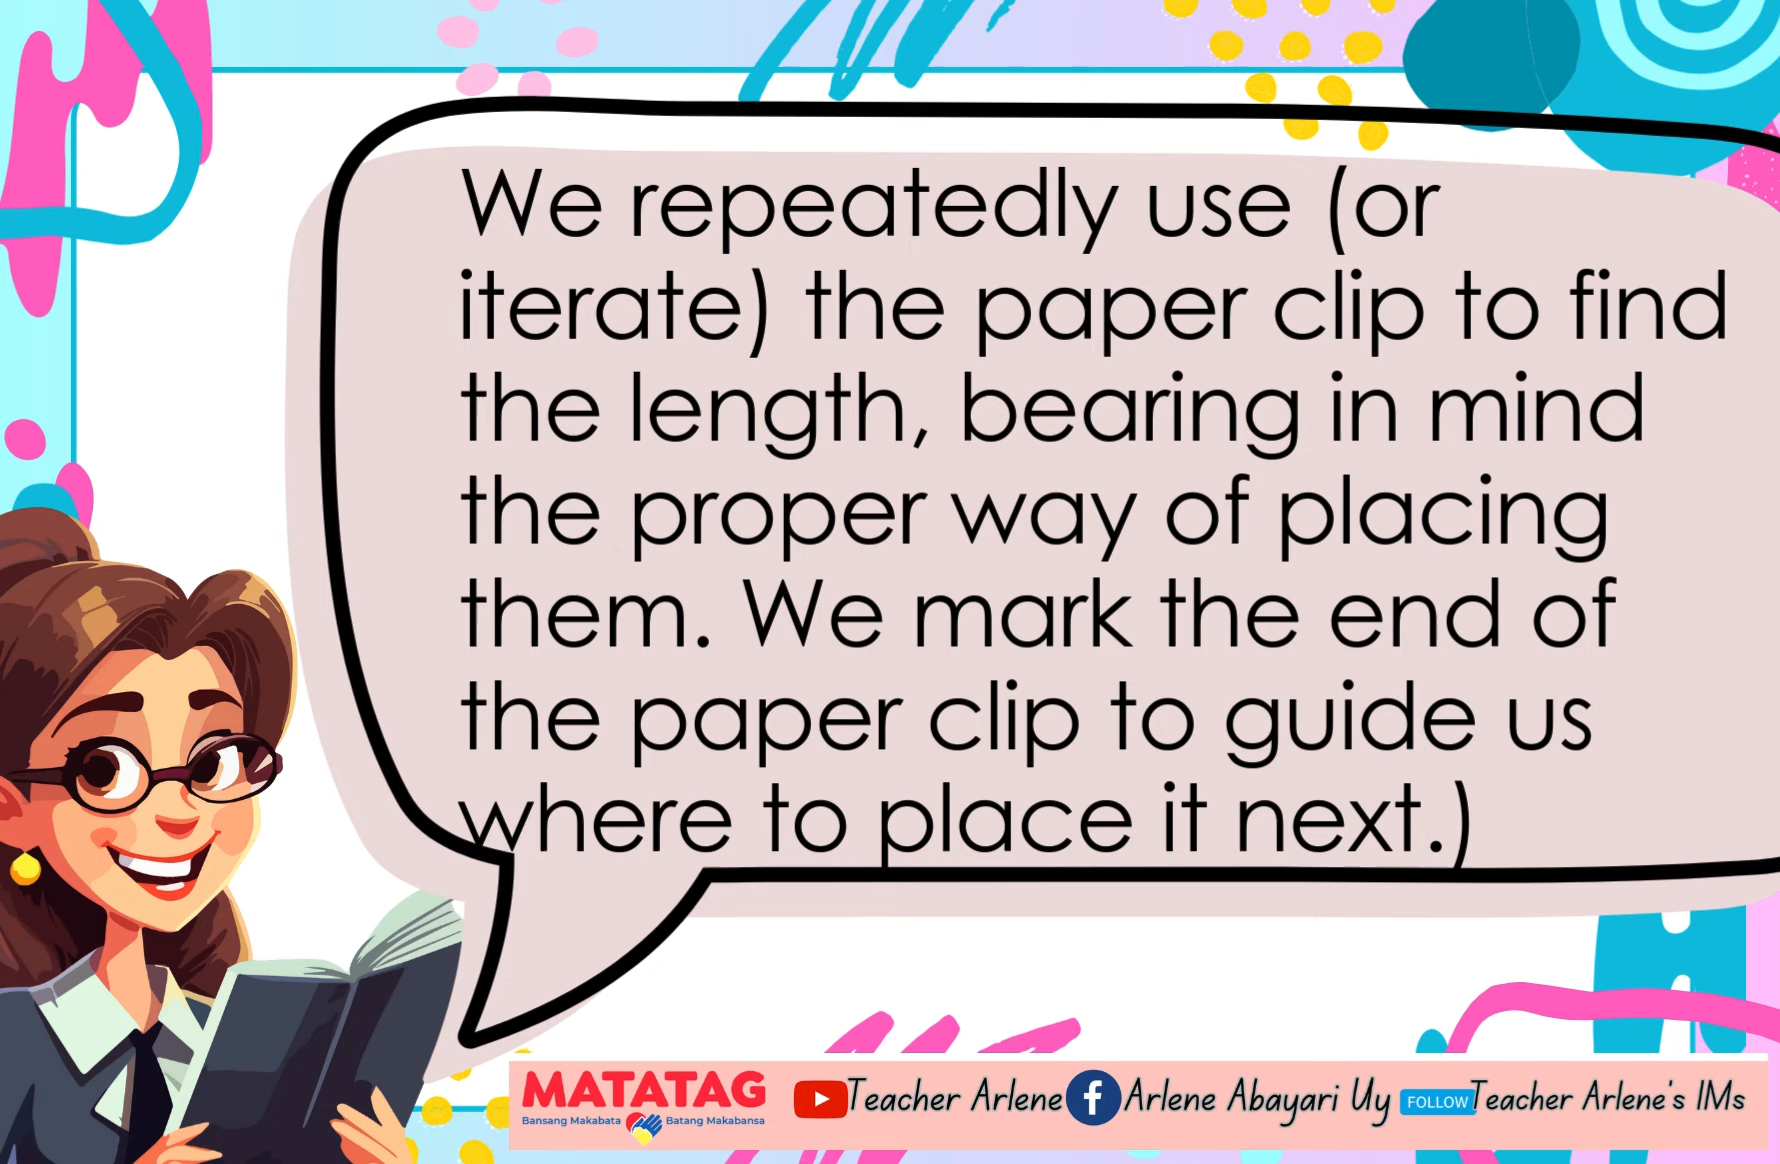 We repeatedly use (or
iterate) the paper clip to find
the length, bearing in mind
the proper way of placing
them. We mark the end of
the paper clip to guide us
where to place it next.)
MATATAG
Bansang Makabata Batang Makabansa
Teacher Arlene
Arlene Abayari Uy
FOLLOW
Teacher Arlene's IMs